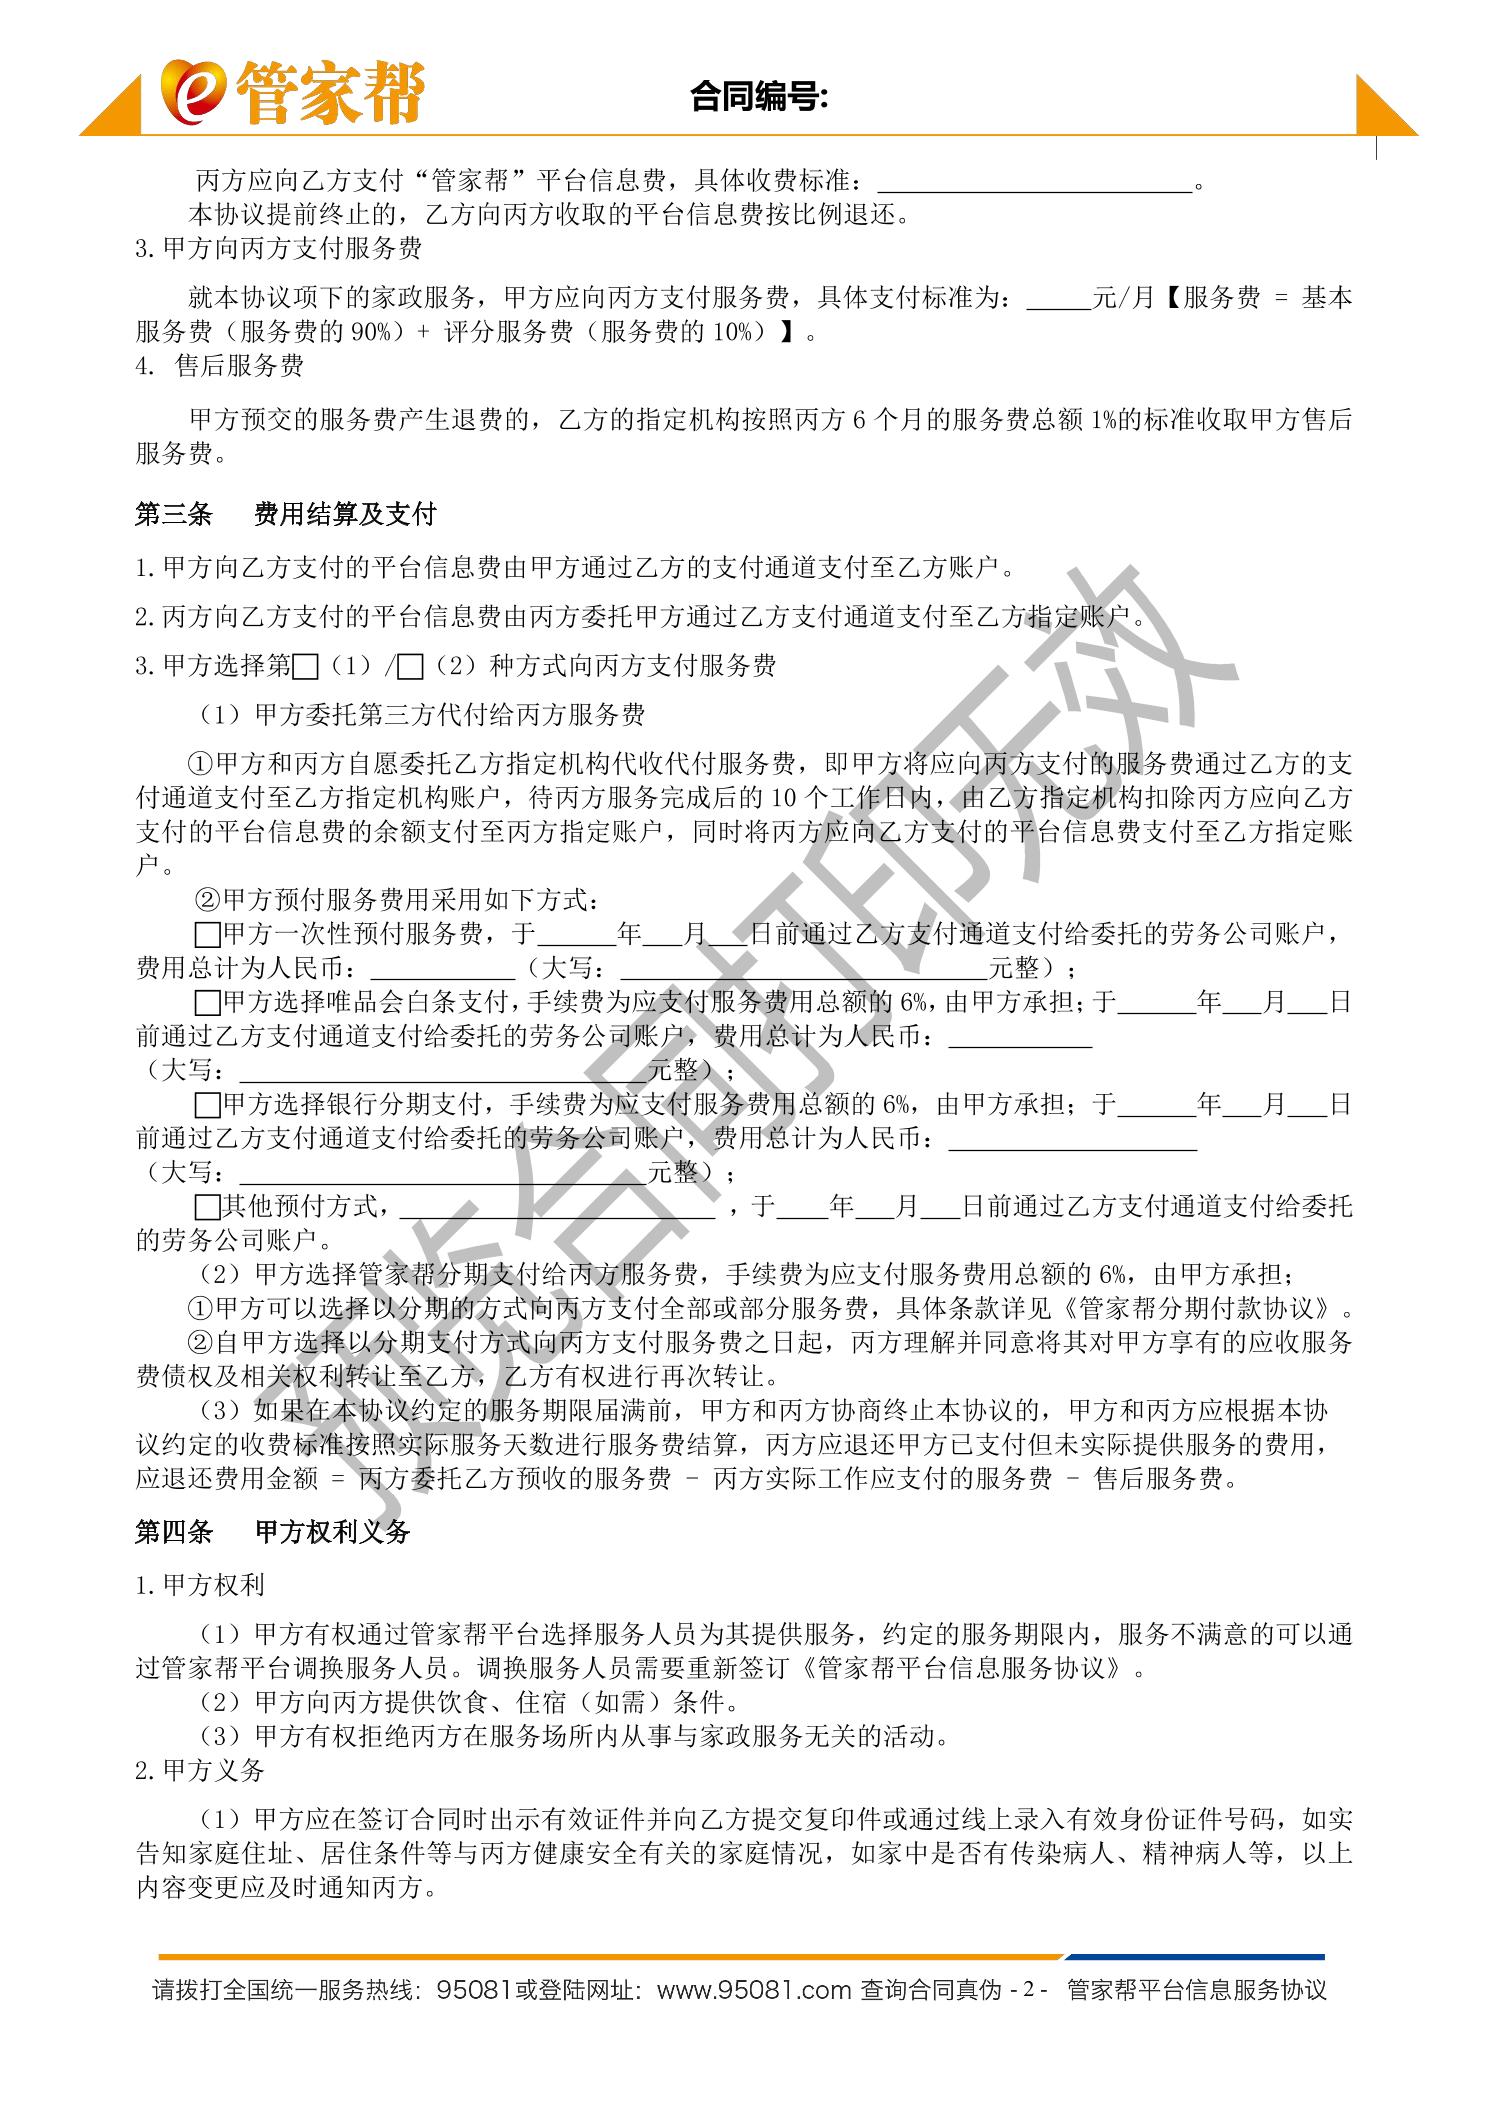 管家帮
合同编号:
丙方应向乙方支付“管家帮”平台信息费，具体收费标准：________________________。
本协议提前终止的，乙方向丙方收取的平台信息费按比例退还。
3.甲方向丙方支付服务费
就本协议项下的家政服务，甲方应向丙方支付服务费，具体支付标准为：_____元/月【服务费 = 基本
服务费（服务费的90%）+ 评分服务费（服务费的10%）】。
4. 售后服务费
甲方预交的服务费产生退费的，乙方的指定机构按照丙方 6 个月的服务费总额 1%的标准收取甲方售后
服务费。
第三条 费用结算及支付
1.甲方向乙方支付的平台信息费由甲方通过乙方的支付通道支付至乙方账户。
2.丙方向乙方支付的平台信息费由丙方委托甲方通过乙方支付通道支付至乙方指定账户。
3.甲方选择第□（1）/□（2）种方式向丙方支付服务费
（1）甲方委托第三方代付给丙方服务费
①甲方和丙方自愿委托乙方指定机构代收代付服务费，即甲方将应向丙方支付的服务费通过乙方的支
付通道支付至乙方指定机构账户，待丙方服务完成后的 10 个工作日内，由乙方指定机构扣除丙方应向乙方
支付的平台信息费的余额支付至丙方指定账户，同时将丙方应向乙方支付的平台信息费支付至乙方指定账
户。
②甲方预付服务费用采用如下方式：
□甲方一次性预付服务费，于______年___月___日前通过乙方支付通道支付给委托的劳务公司账户，
费用总计为人民币：___________（大写：____________________________元整）；
□甲方选择唯品会白条支付，手续费为应支付服务费用总额的6%，由甲方承担；于______年___月___日
前通过乙方支付通道支付给委托的劳务公司账户，费用总计为人民币：___________
（大写：_______________________________元整）；
□甲方选择银行分期支付，手续费为应支付服务费用总额的6%，由甲方承担；于______年___月___日
前通过乙方支付通道支付给委托的劳务公司账户，费用总计为人民币：___________________
（大写：_______________________________元整）；
□其他预付方式，________________________ ，于____年___月___日前通过乙方支付通道支付给委托
的劳务公司账户。
（2）甲方选择管家帮分期支付给丙方服务费，手续费为应支付服务费用总额的6%，由甲方承担；
①甲方可以选择以分期的方式向丙方支付全部或部分服务费，具体条款详见《管家帮分期付款协议》。
②自甲方选择以分期支付方式向丙方支付服务费之日起，丙方理解并同意将其对甲方享有的应收服务
费债权及相关权利转让至乙方，乙方有权进行再次转让。
（3）如果在本协议约定的服务期限届满前，甲方和丙方协商终止本协议的，甲方和丙方应根据本协
议约定的收费标准按照实际服务天数进行服务费结算，丙方应退还甲方已支付但未实际提供服务的费用，
应退还费用金额 = 丙方委托乙方预收的服务费 - 丙方实际工作应支付的服务费 - 售后服务费。
第四条 甲方权利义务
1.甲方权利
（1）甲方有权通过管家帮平台选择服务人员为其提供服务，约定的服务期限内，服务不满意的可以通
过管家帮平台调换服务人员。调换服务人员需要重新签订《管家帮平台信息服务协议》。
（2）甲方向丙方提供饮食、住宿（如需）条件。
（3）甲方有权拒绝丙方在服务场所内从事与家政服务无关的活动。
2.甲方义务
（1）甲方应在签订合同时出示有效证件并向乙方提交复印件或通过线上录入有效身份证件号码，如实
告知家庭住址、居住条件等与丙方健康安全有关的家庭情况，如家中是否有传染病人、精神病人等，以上
内容变更应及时通知丙方。
预览合同打印无效
请拨打全国统一服务热线：95081或登陆网址：www.95081.com 查询合同真伪 - 2 - 管家帮平台信息服务协议